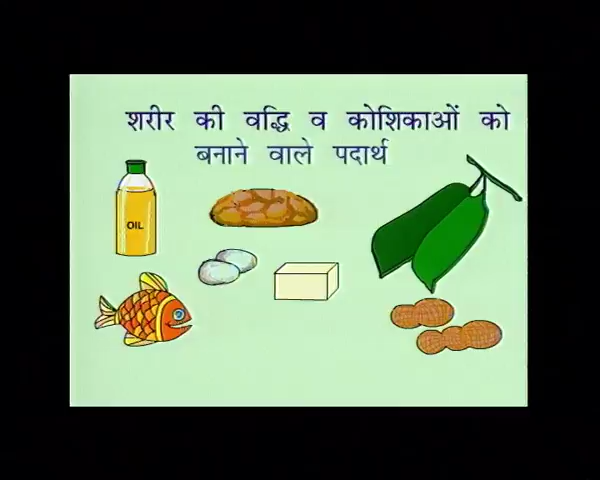 शरीर की वद्धि व कोशिकाओं को
बनाने वाले पदार्थ
OIL